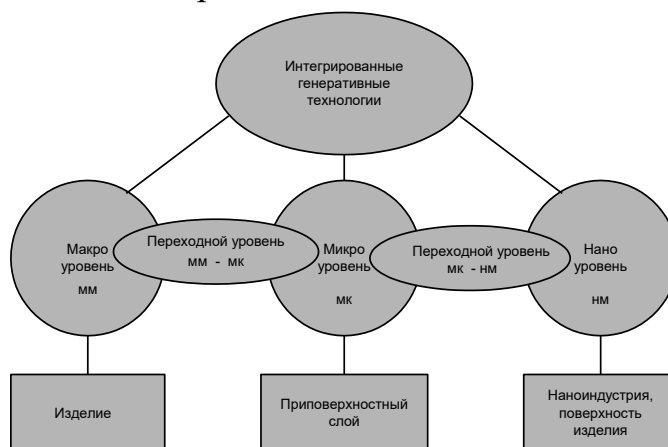 Интегрированные
генеративные
технологии
Макро
уровень
мм
Переходной уровень
мм - мк
Микро
уровень
мк
Переходной уровень
мк - нм
Нано
уровень
нм
Изделие
Приповерхностный
слой
Наноиндустрия,
поверхность
изделия